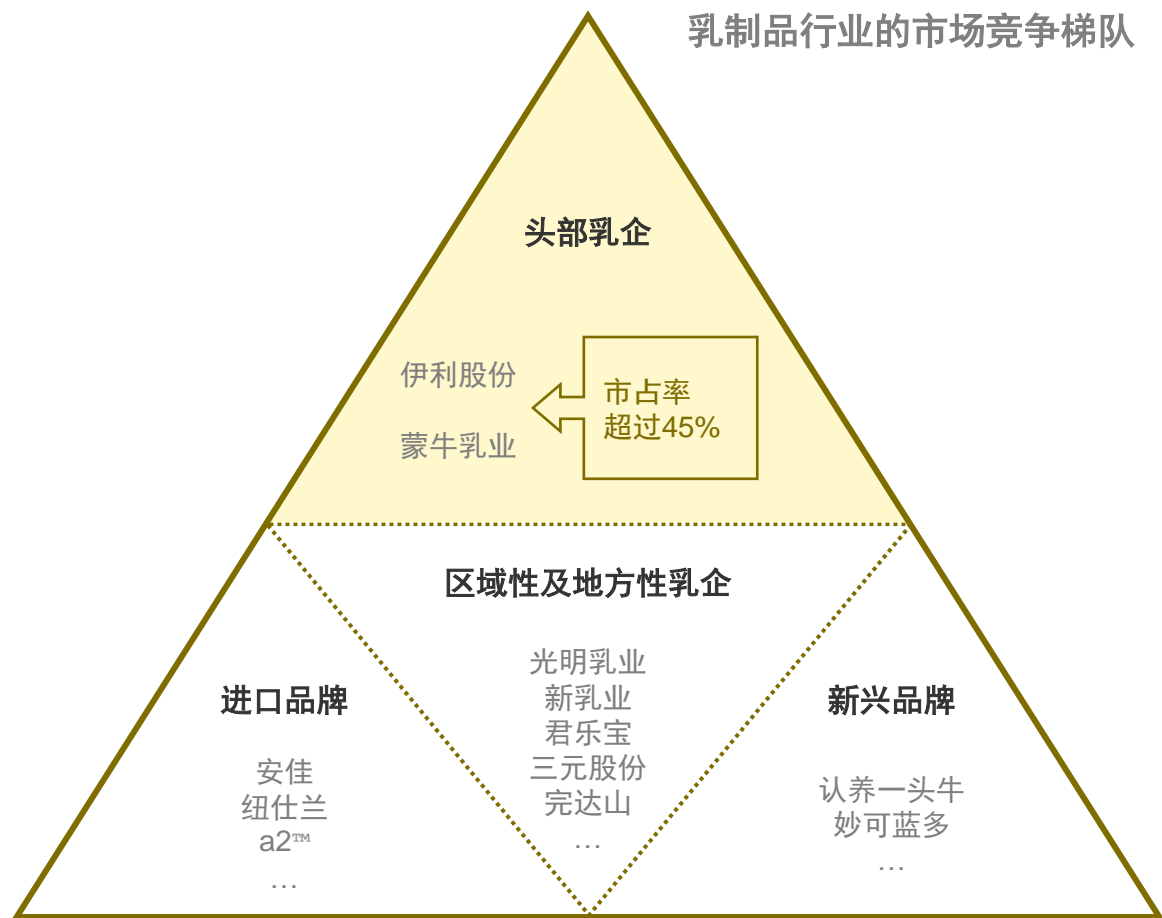 乳制品行业的市场竞争梯队
头部乳企
伊利股份
蒙牛乳业
市占率
超过45%
区域性及地方性乳企
光明乳业
新乳业
君乐宝
三元股份
完达山
…
进口品牌
安佳
纽仕兰
a2™
…
新兴品牌
认养一头牛
妙可蓝多
…